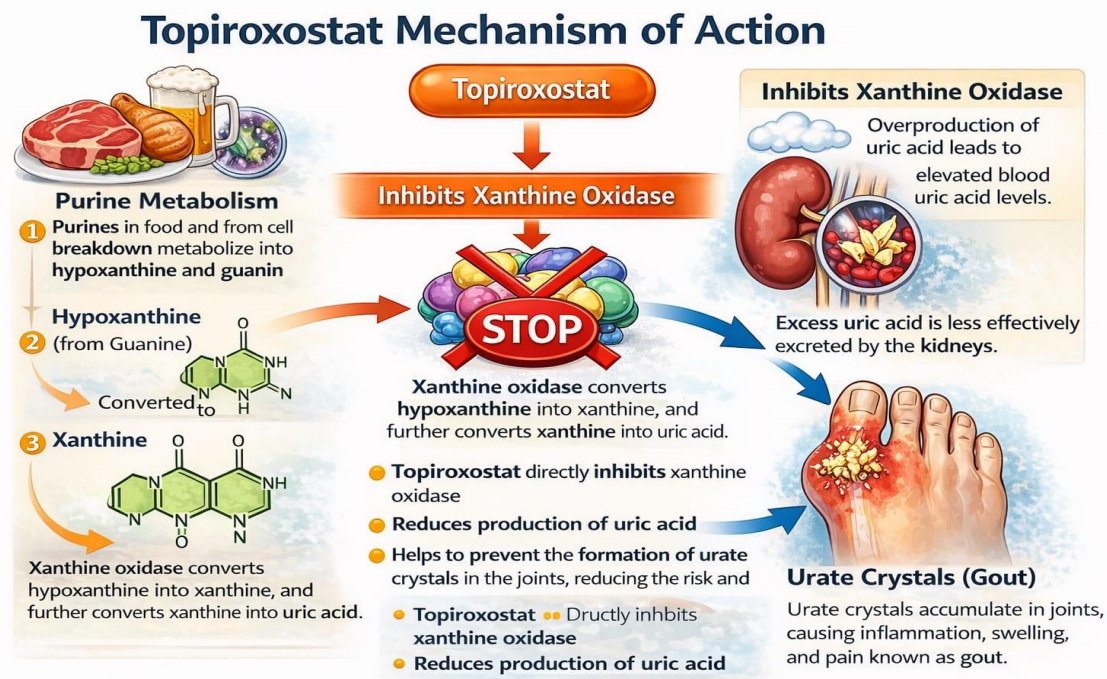 Topiroxostat Mechanism of Action
Purine Metabolism
1 Purines in food and from cell
breakdown metabolize into
hypoxanthine and guanin
2 Hypoxanthine
(from Guanine)
O
NH
N
N
N
H
Converted to
3 Xanthine
O O
N
NH
N
N
N
O
Xanthine oxidase converts
hypoxanthine into xanthine, and
further converts xanthine into uric acid.
Topiroxostat
Inhibits Xanthine Oxidase
STOP
Xanthine oxidase converts
hypoxanthine into xanthine, and
further converts xanthine into uric acid.
Topiroxostat directly inhibits xanthine
oxidase
Reduces production of uric acid
Helps to prevent the formation of urate
crystals in the joints, reducing the risk and
Topiroxostat Dructly inhbits
xanthine oxidase
Reduces production of uric acid
Inhibits Xanthine Oxidase
Overproduction of
uric acid leads to
elevated blood
uric acid levels.
Excess uric acid is less effectively
excreted by the kidneys.
Urate Crystals (Gout)
Urate crystals accumulate in joints,
causing inflammation, swelling,
and pain known as gout.